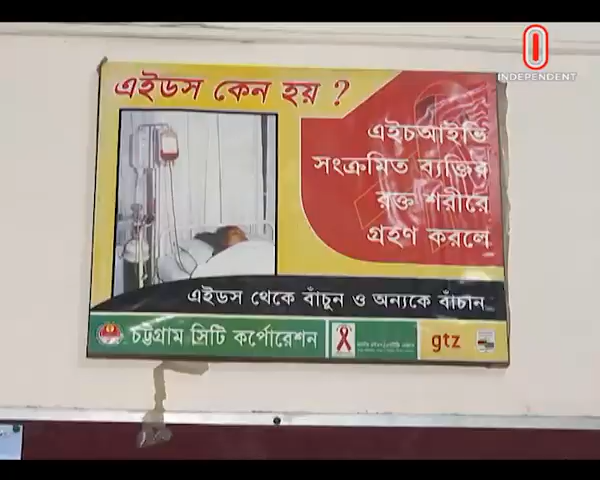 INDEPENDENT
এইডস কেন হয় ?
এইচআইভি
সংক্রমিত ব্যক্তির
রক্ত শরীরে
গ্রহণ করলে
এইডস থেকে বাঁচুন ও অন্যকে বাঁচান
চট্টগ্রাম সিটি কর্পোরেশন
gtz